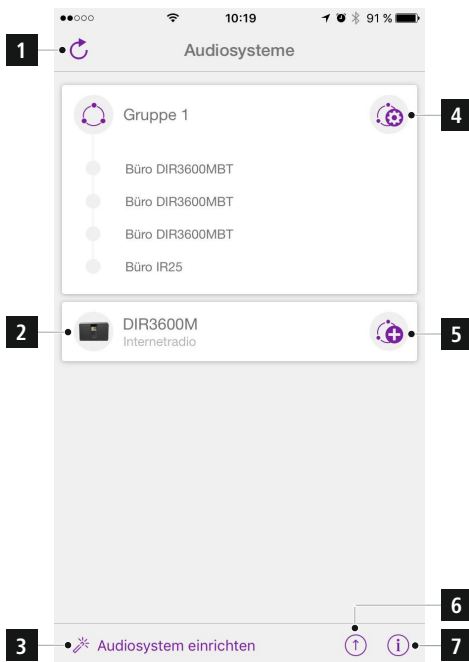 10:19
91 %
1
Audiosysteme
Gruppe 1
4
Büro DIR3600MBT
Büro DIR3600MBT
Büro DIR3600MBT
Büro IR25
2
DIR3600M
Internetradio
5
6
3
Audiosystem einrichten
7